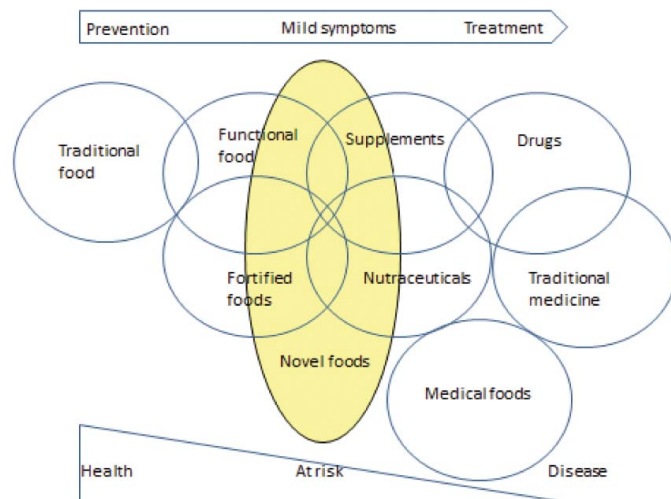 Prevention Mild symptoms Treatment
Functional food
Supplements
Drugs
Traditional food
Fortified foods
Nutraceuticals
Traditional medicine
Novel foods
Medical foods
Health At risk Disease